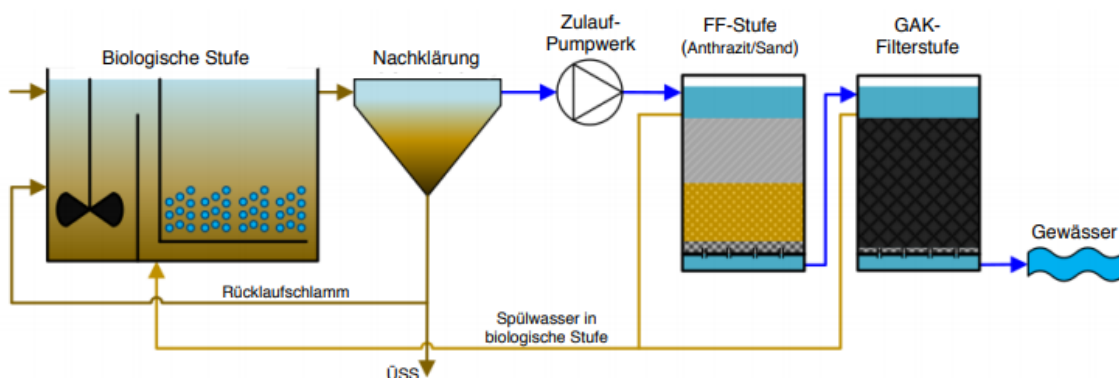 Biologische Stufe
Nachklärung
Zulauf-
Pumpwerk
FF-Stufe
(Anthrazit/Sand)
GAK-
Filterstufe
Gewässer
Rücklaufschlamm
Spülwasser in
biologische Stufe
ÜSS